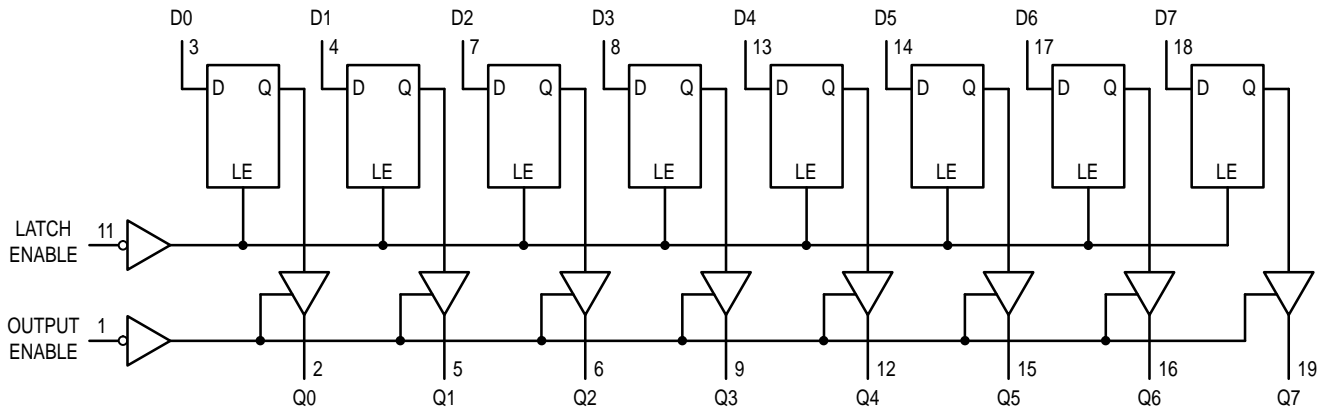 D0 D1 D2 D3 D4 D5 D6 D7
3 4 7 8 13 14 17 18
D Q D Q D Q D Q D Q D Q D Q D Q
LE LE LE LE LE LE LE LE
LATCH
ENABLE
11
OUTPUT
ENABLE
1
2 5 6 9 12 15 16 19
Q0 Q1 Q2 Q3 Q4 Q5 Q6 Q7